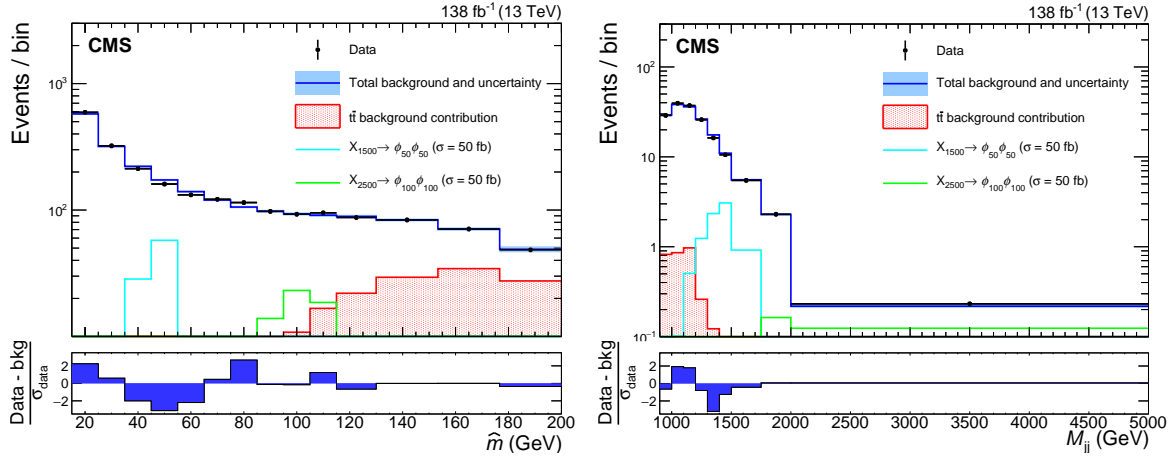 138 fb⁻¹ (13 TeV)
CMS
Events / bin
Data
Total background and uncertainty
tt̄ background contribution
X₁₅₀₀→ ϕ₅₀ϕ₅₀ (σ = 50 fb)
X₂₅₀₀→ ϕ₁₀₀ϕ₁₀₀ (σ = 50 fb)
10³
10²
Data - bkg
σdata
2
0
−2
20 40 60 80 100 120 140 160 180 200
m̂ (GeV)
138 fb⁻¹ (13 TeV)
CMS
Events / bin
Data
Total background and uncertainty
tt̄ background contribution
X₁₅₀₀→ ϕ₅₀ϕ₅₀ (σ = 50 fb)
X₂₅₀₀→ ϕ₁₀₀ϕ₁₀₀ (σ = 50 fb)
10²
10
1
10⁻¹
Data - bkg
σdata
2
0
−2
1000 1500 2000 2500 3000 3500 4000 4500 5000
Mjj (GeV)